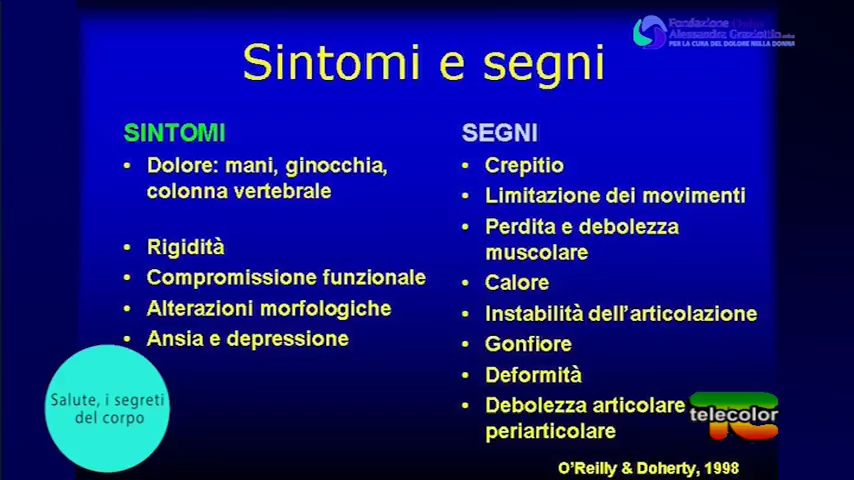 Fondazione
Alessandra Graziottin
PER LA CURA DEL DOLORE NELLA DONNA
Sintomi e segni
SINTOMI
• Dolore: mani, ginocchia,
colonna vertebrale
• Rigidità
• Compromissione funzionale
• Alterazioni morfologiche
• Ansia e depressione
SEGNI
• Crepitio
• Limitazione dei movimenti
• Perdita e debolezza
muscolare
• Calore
• Instabilità dell'articolazione
• Gonfiore
• Deformità
• Debolezza articolare
periarticolare
O'Reilly & Doherty, 1998
Salute, i segreti
del corpo
telecolor